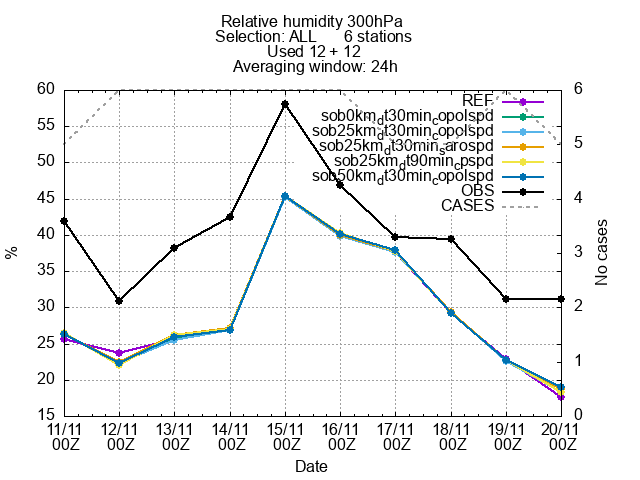 Relative humidity 300hPa
Selection: ALL 6 stations
Used 12 + 12
Averaging window: 24h
60
55
50
45
40
35
30
25
20
15
%
6
5
4
3
2
1
0
No cases
REF
sob0km_dt30min_copolspd
sob25km_dt30min_copolspd
sob25km_dt30min_sarospd
sob25km_dt90min_cpspd
sob50km_dt30min_copolspd
OBS
CASES
11/11 12/11 13/11 14/11 15/11 16/11 17/11 18/11 19/11 20/11
00Z 00Z 00Z 00Z 00Z 00Z 00Z 00Z 00Z 00Z
Date